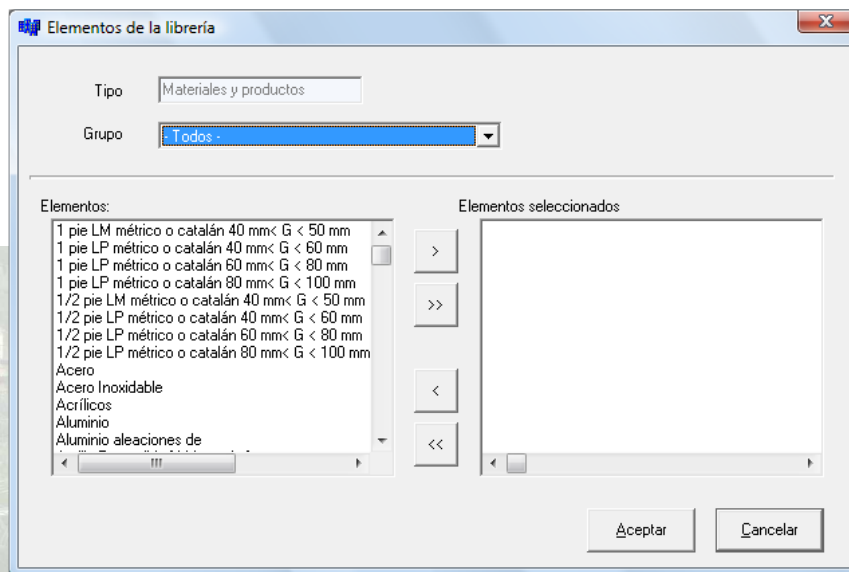 Elementos de la librería
Tipo
Materiales y productos
Grupo
- Todos -
Elementos:
1 pie LM métrico o catalán 40 mm< G < 50 mm
1 pie LP métrico o catalán 40 mm< G < 60 mm
1 pie LP métrico o catalán 60 mm< G < 80 mm
1 pie LP métrico o catalán 80 mm< G < 100 mm
1/2 pie LM métrico o catalán 40 mm< G < 50 mm
1/2 pie LP métrico o catalán 40 mm< G < 60 mm
1/2 pie LP métrico o catalán 60 mm< G < 80 mm
1/2 pie LP métrico o catalán 80 mm< G < 100 mm
Acero
Acero Inoxidable
Acrílicos
Aluminio
Aluminio aleaciones de
>
>>
<
<<
Elementos seleccionados
Aceptar
Cancelar